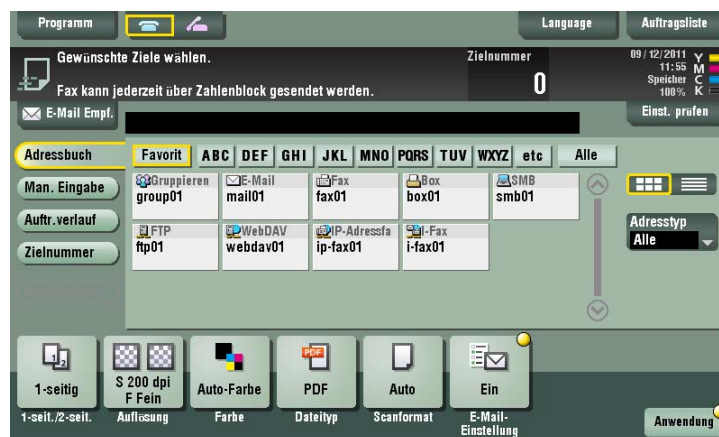 Programm
Language
Auftragsliste
Gewünschte Ziele wählen.
Zielnummer
0
09/12/2011
11:55
Speicher
100%
Y
M
C
K
Fax kann jederzeit über Zahlenblock gesendet werden.
E-Mail Empf.
Einst. prüfen
Adressbuch
Favorit ABC DEF GHI JKL MNO PQRS TUV WXYZ etc Alle
Man. Eingabe
Auftr.verlauf
Zielnummer
Gruppieren
group01
E-Mail
mail01
Fax
fax01
Box
box01
SMB
smb01
FTP
ftp01
WebDAV
webdav01
IP-Adressfa
ip-fax01
I-Fax
i-fax01
Adresstyp
Alle
1-seitig
1-seit./2-seit.
S 200 dpi
F Fein
Auflösung
Auto-Farbe
Farbe
PDF
PDF
Dateityp
Auto
Scanformat
Ein
E-Mail-
Einstellung
Anwendung